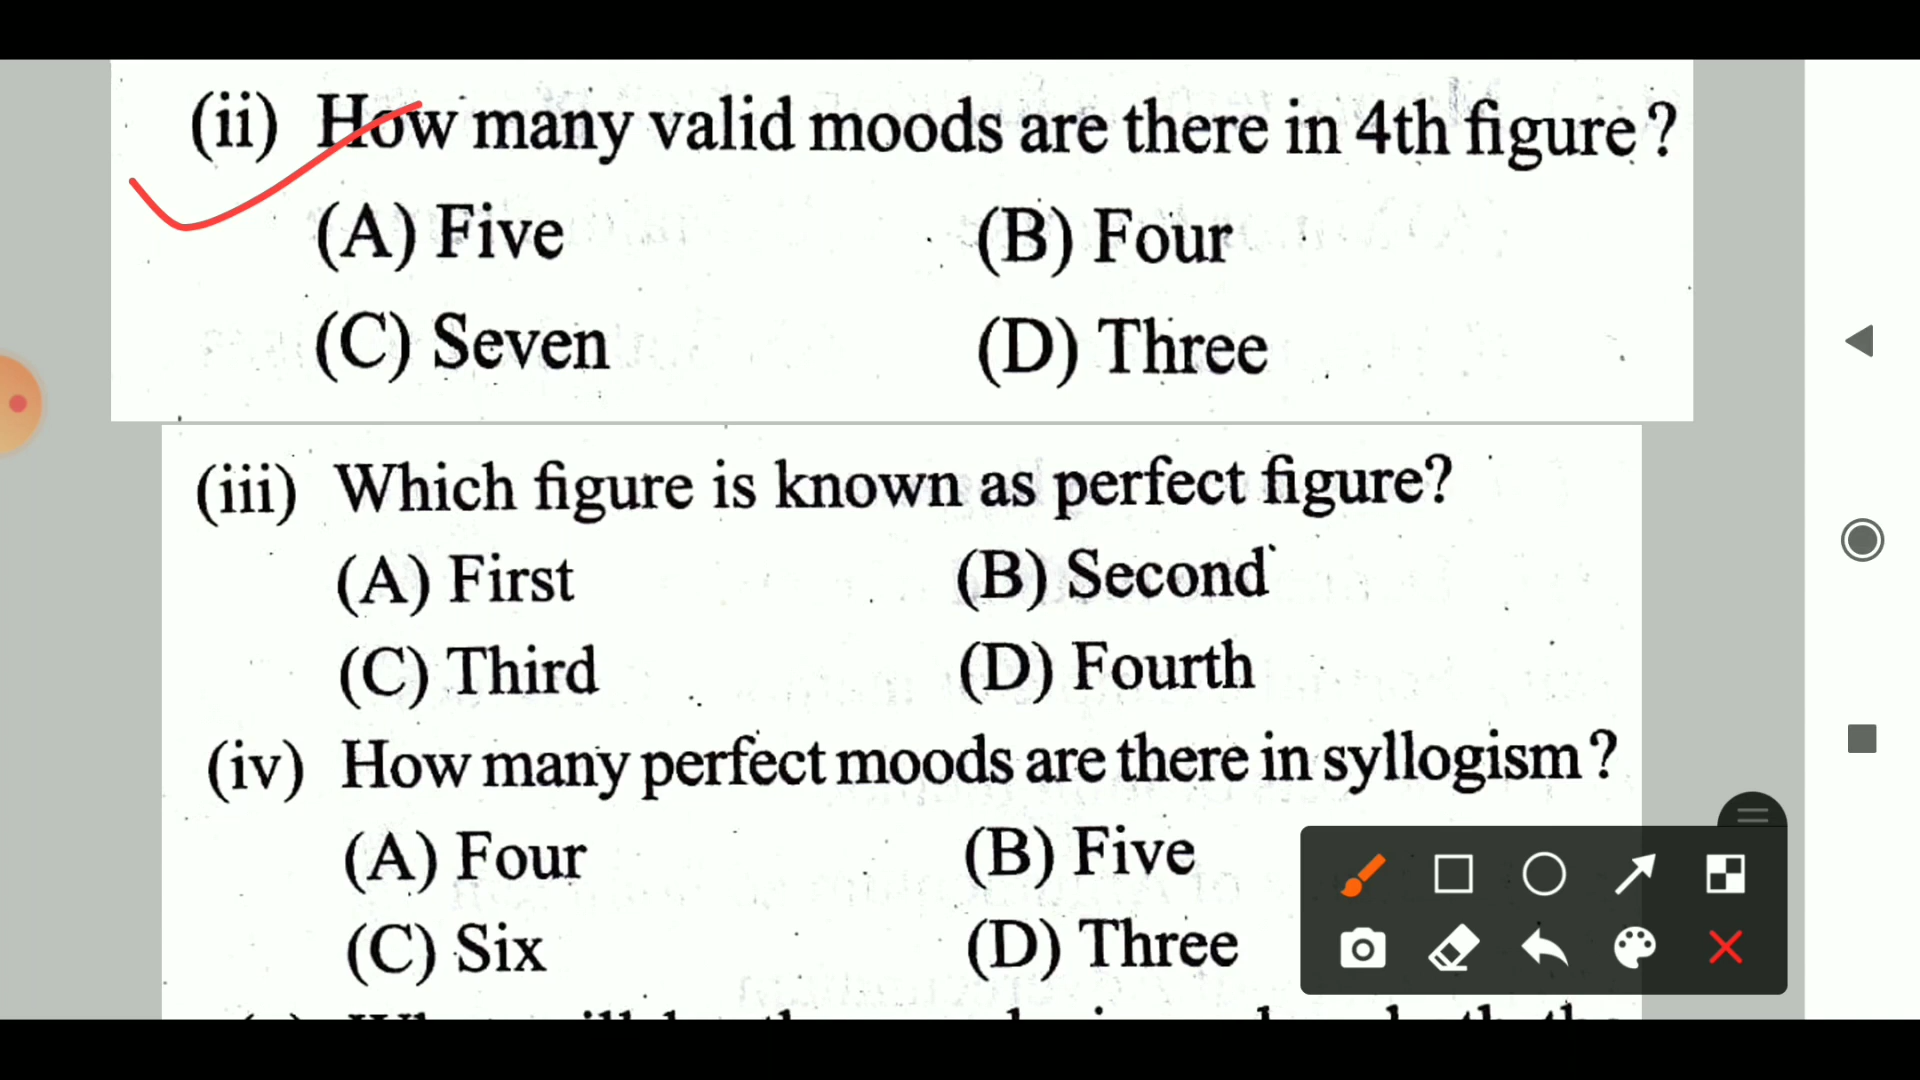 (ii) How many valid moods are there in 4th figure?
(A) Five (B) Four
(C) Seven (D) Three
(iii) Which figure is known as perfect figure?
(A) First (B) Second
(C) Third (D) Fourth
(iv) How many perfect moods are there in syllogism?
(A) Four (B) Five
(C) Six (D) Three